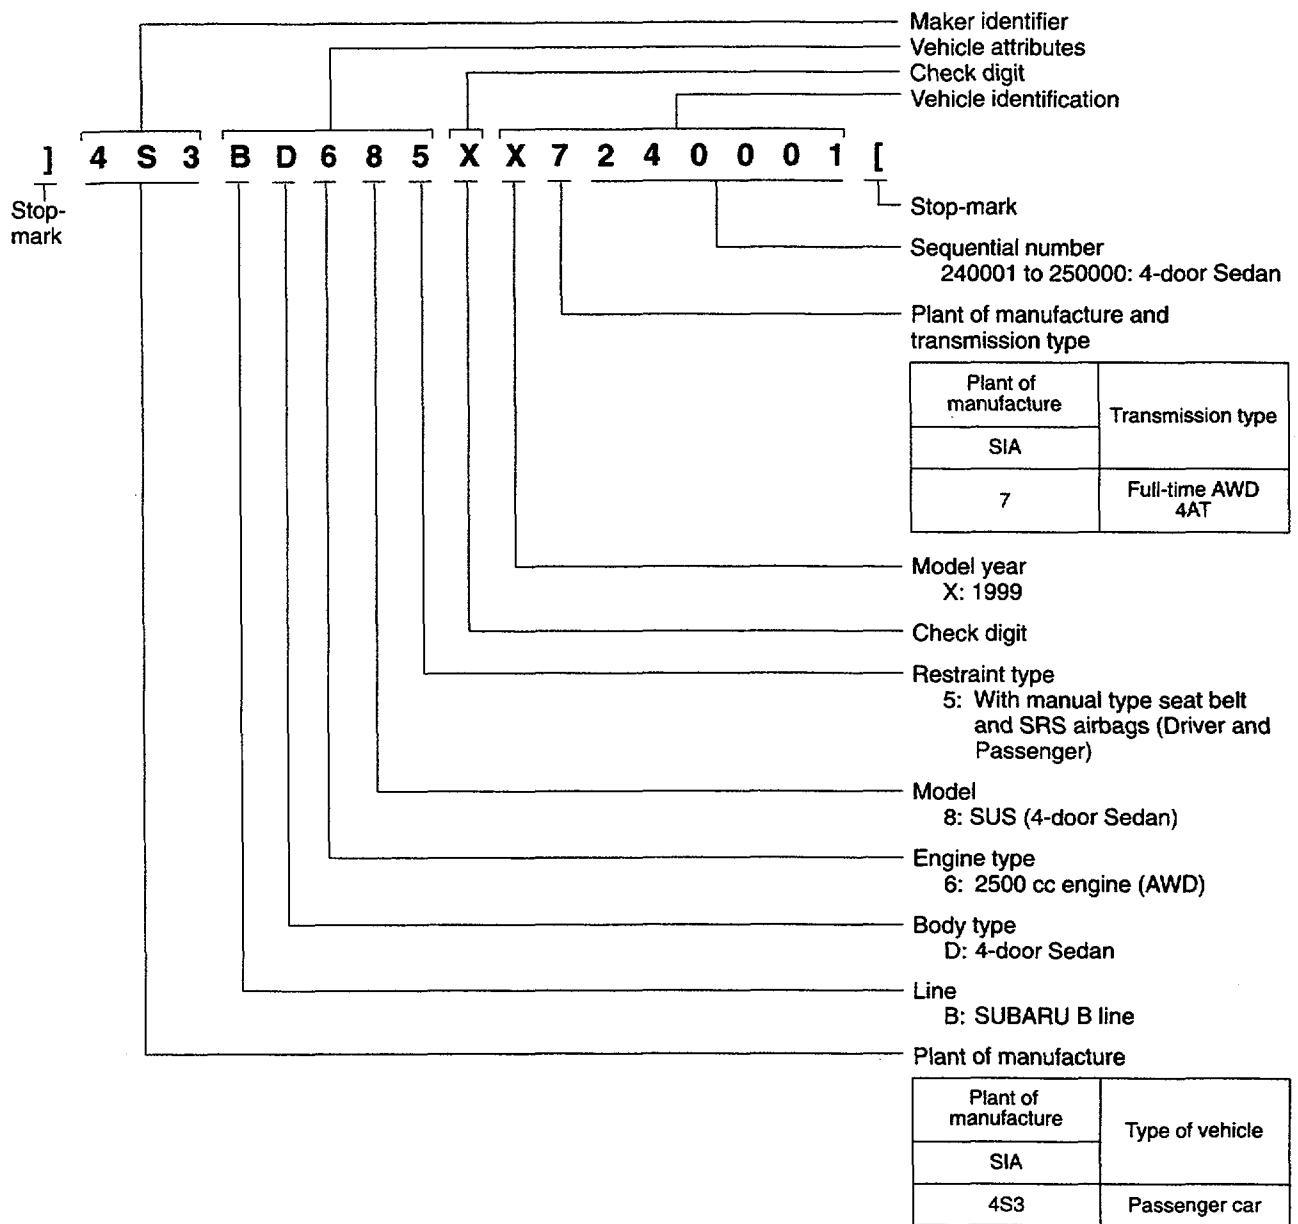 Maker identifier
Vehicle attributes
Check digit
Vehicle identification
] 4 S 3 B D 6 8 5 X X 7 2 4 0 0 0 1 [
Stop-
mark
Stop-mark
Sequential number
240001 to 250000: 4-door Sedan
Plant of manufacture and
transmission type
Plant of
manufacture
Transmission type
SIA
7
Full-time AWD
4AT
Model year
X: 1999
Check digit
Restraint type
5: With manual type seat belt
and SRS airbags (Driver and
Passenger)
Model
8: SUS (4-door Sedan)
Engine type
6: 2500 cc engine (AWD)
Body type
D: 4-door Sedan
Line
B: SUBARU B line
Plant of manufacture
Plant of
manufacture
Type of vehicle
SIA
4S3
Passenger car